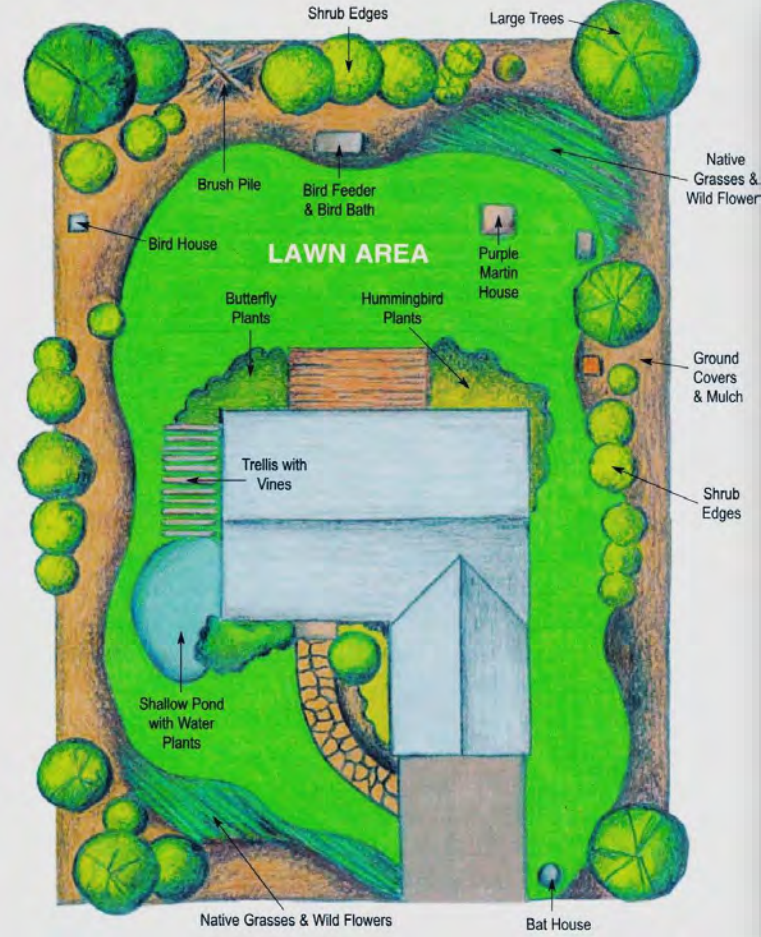 Shrub Edges
Large Trees
Brush Pile
Bird Feeder
& Bird Bath
Native
Grasses &
Wild Flower
Bird House
LAWN AREA
Purple
Martin
House
Butterfly
Plants
Hummingbird
Plants
Ground
Covers
& Mulch
Trellis with
Vines
Shrub
Edges
Shallow Pond
with Water
Plants
Native Grasses & Wild Flowers
Bat House